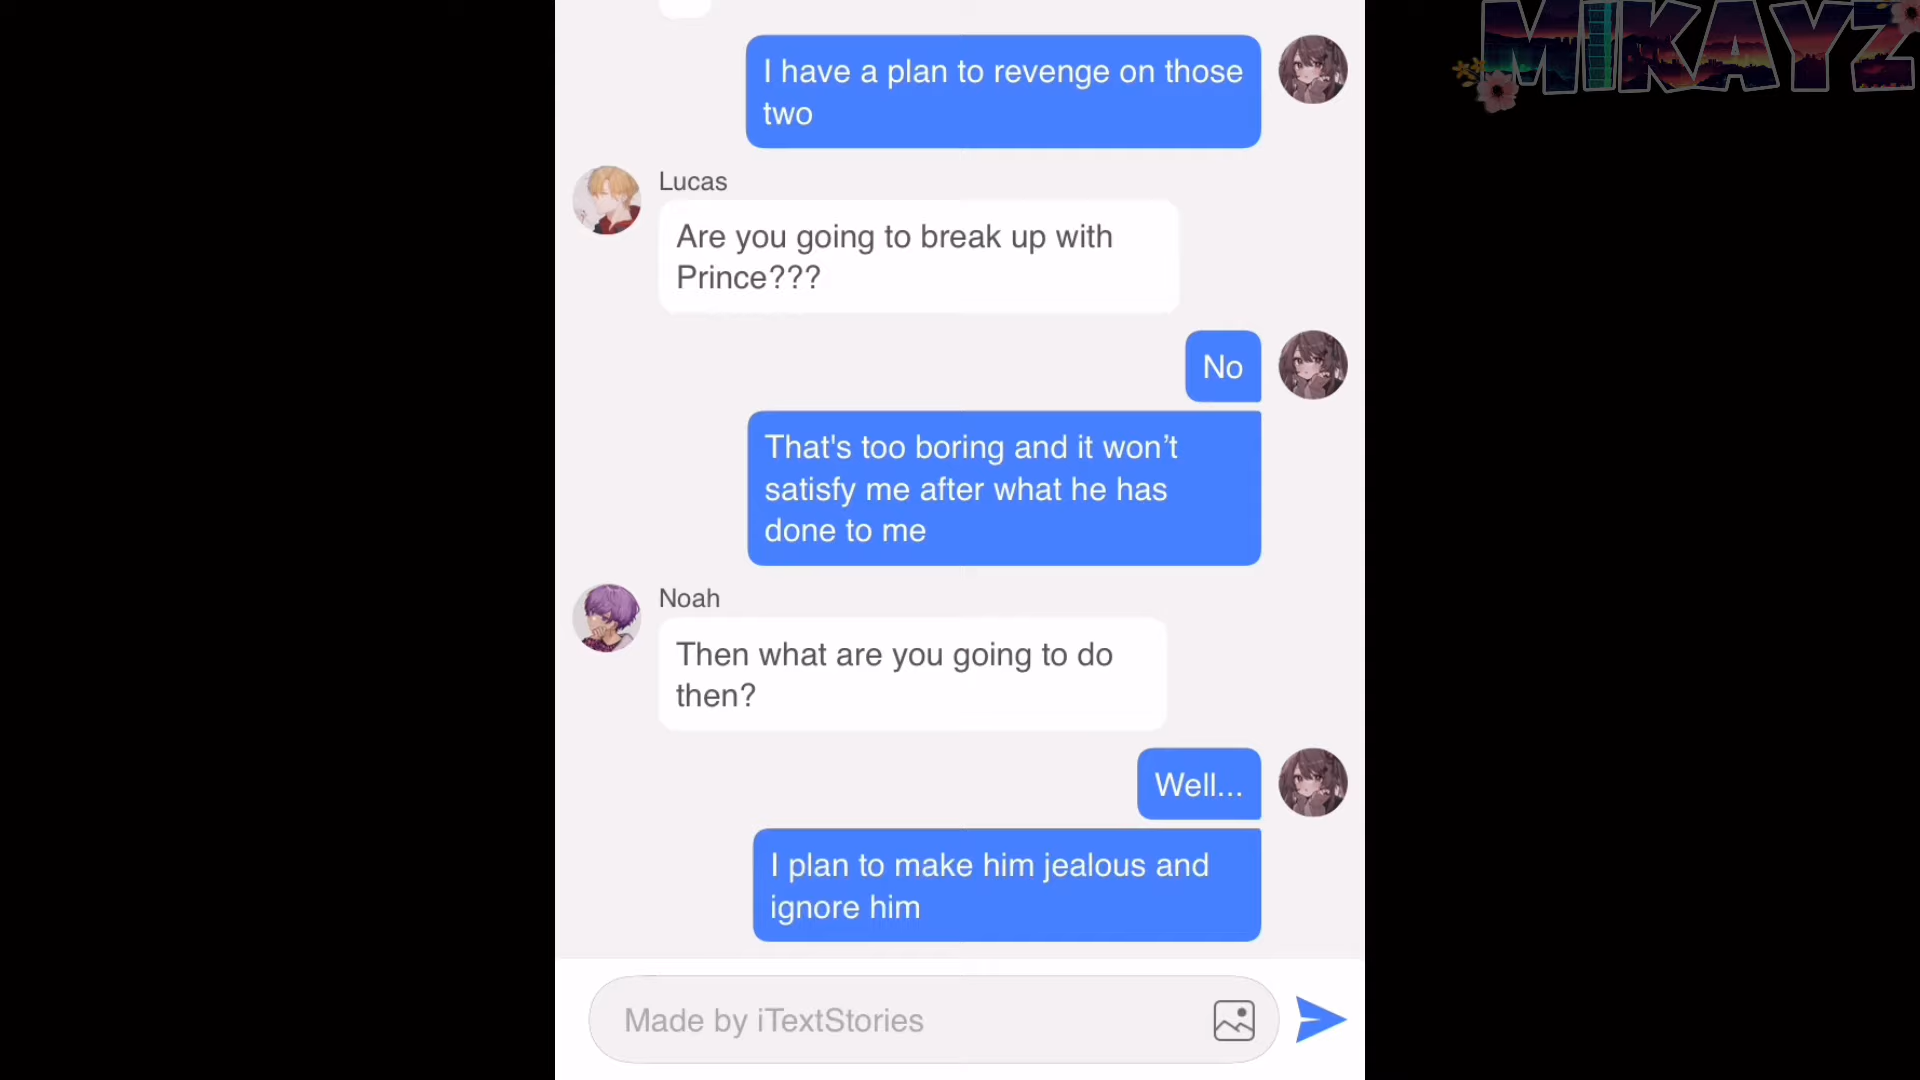 MIKAYZ
I have a plan to revenge on those
two
Lucas
Are you going to break up with
Prince???
No
That's too boring and it won’t
satisfy me after what he has
done to me
Noah
Then what are you going to do
then?
Well...
I plan to make him jealous and
ignore him
Made by iTextStories